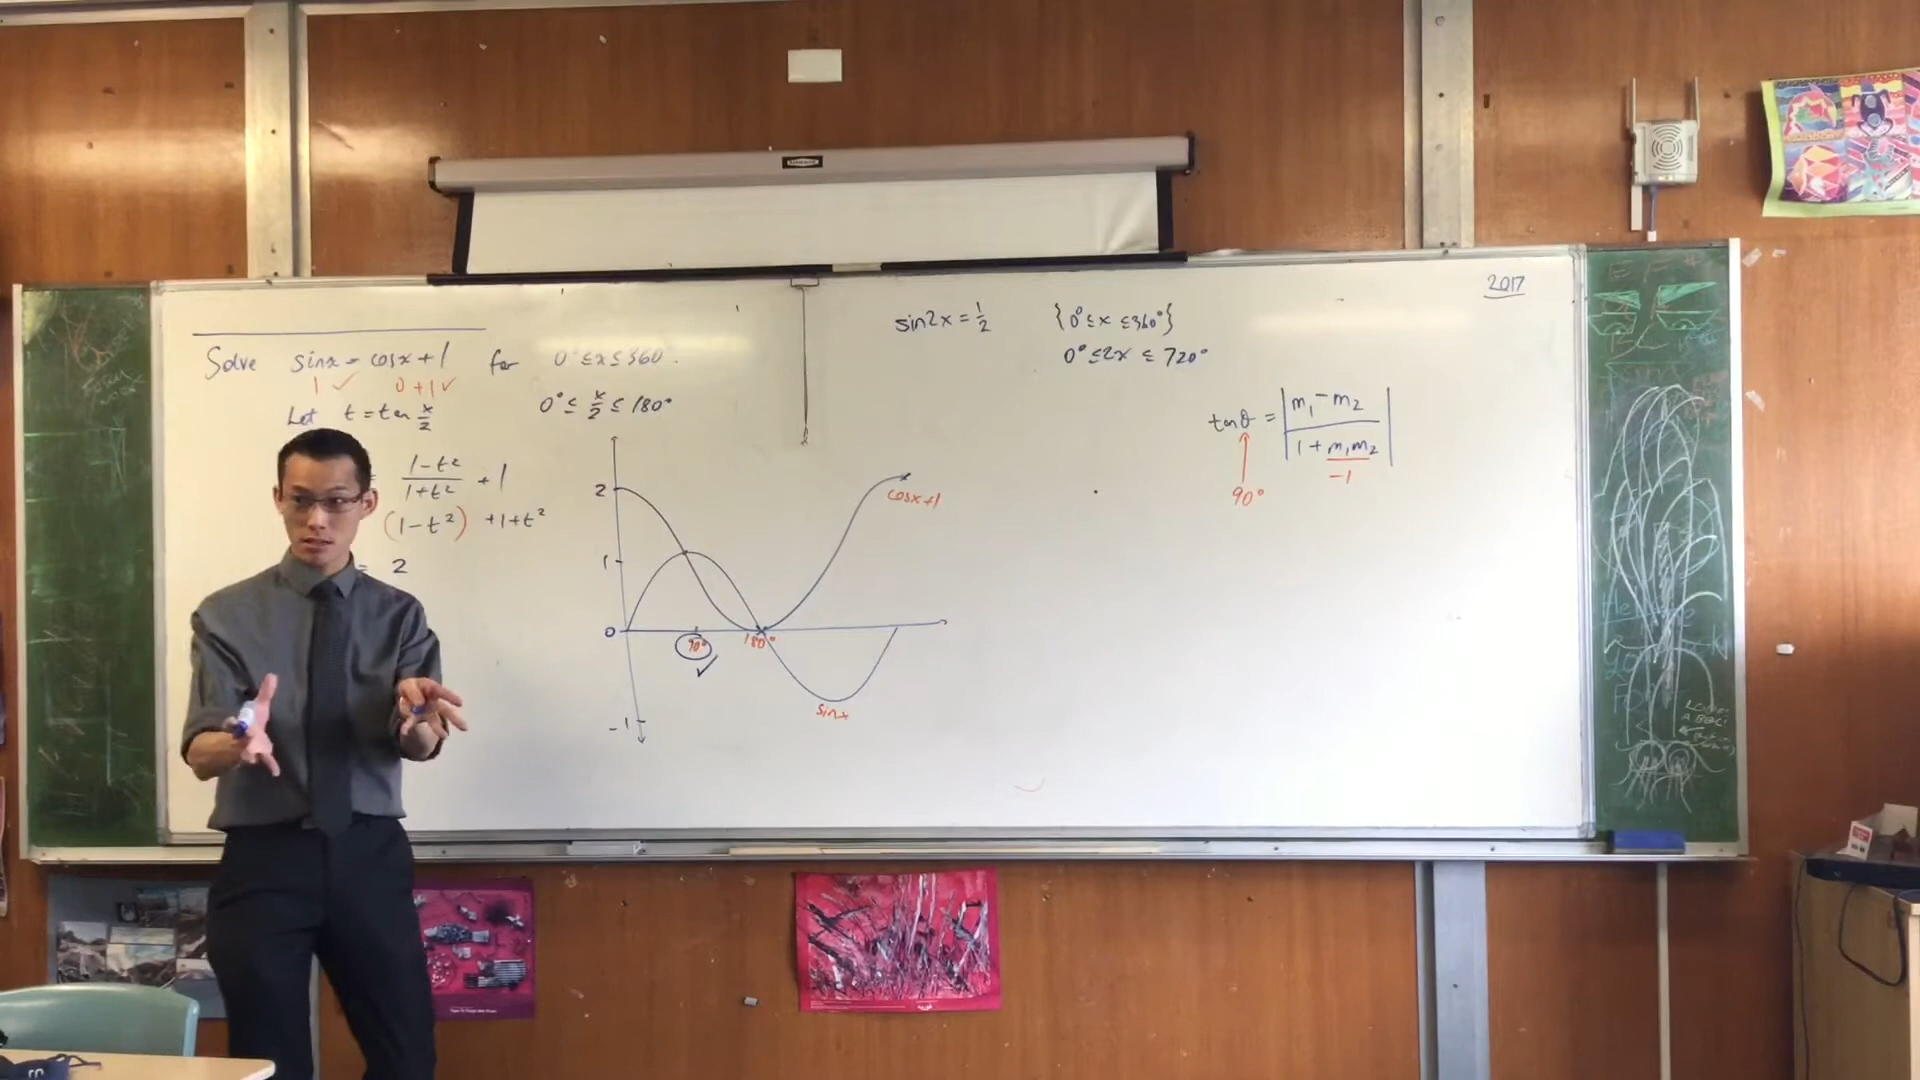 2017
sin2x = 1/2 {0° ≤ x ≤ 360°}
0° ≤ 2x ≤ 720°
Solve sinx = cosx + 1 for 0° ≤ x ≤ 360°.
1 ✓ 0 + 1 ✓
Let t = tan x/2 0° ≤ x/2 ≤ 180°
(1-t²)/(1+t²) + 1
(1-t²) + 1 + t²
= 2
2
1
0
-1
90° ✓
180°
cosx+1
sinx
tanθ = |(m₁ - m₂)/(1 + m₁m₂)|
90°
-1